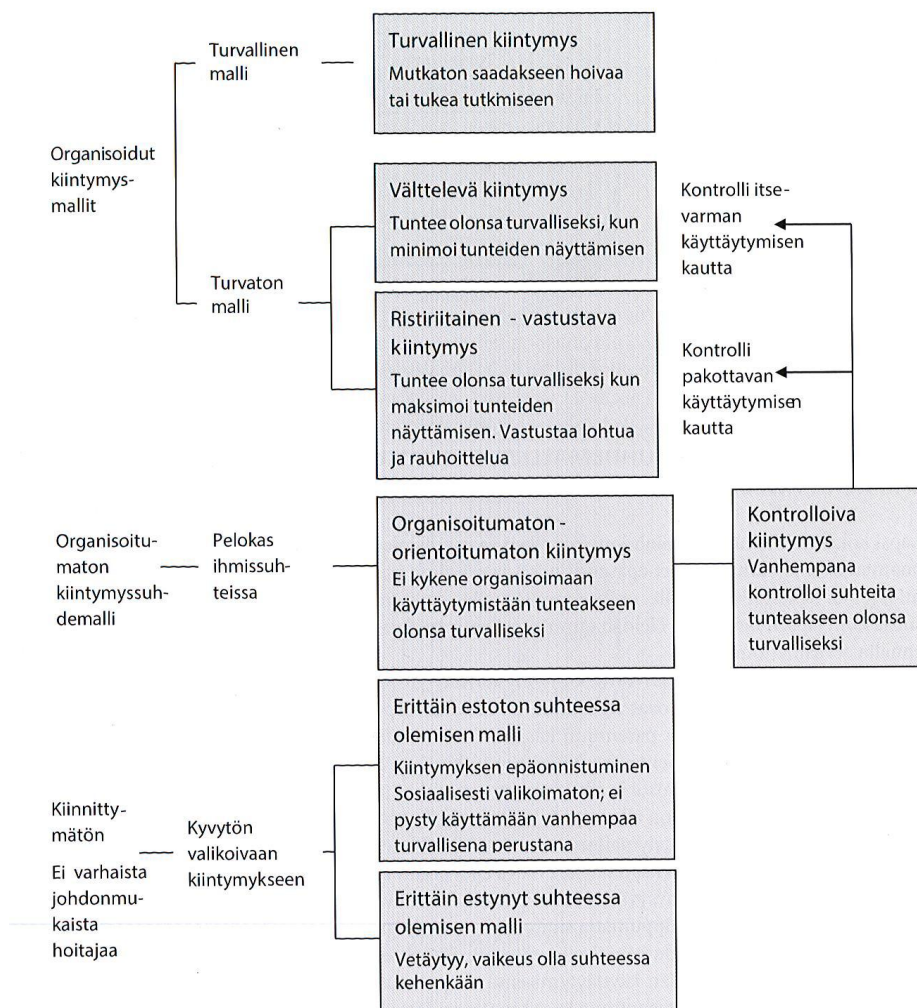 Turvallinen
malli
Turvallinen kiintymys
Mutkaton saadakseen hoivaa
tai tukea tutkimiseen
Organisoidut
kiintymys-
mallit
Välttelevä kiintymys
Tuntee olonsa turvalliseksi, kun
minimoi tunteiden näyttämisen
Kontrolli itse-
varman
käyttäytymisen
kautta
Turvaton
malli
Ristiriitainen - vastustava
kiintymys
Tuntee olonsa turvalliseksj kun
maksimoi tunteiden
näyttämisen. Vastustaa lohtua
ja rauhoittelua
Kontrolli
pakottavan
käyttäytymisen
kautta
Organisoitu-
maton
kiintymyssuh-
demalli
Pelokas
ihmissuh-
teissa
Organisoitumaton -
orientoitumaton kiintymys
Ei kykene organisoimaan
käyttäytymistään tunteakseen
olonsa turvalliseksi
Kontrolloiva
kiintymys
Vanhempana
kontrolloi suhteita
tunteakseen olonsa
turvalliseksi
Kiinnitty-
mätön
Ei varhaista
johdonmu-
kaista
hoitajaa
Kyvytön
valikoivaan
kiintymykseen
Erittäin estoton suhteessa
olemisen malli
Kiintymyksen epäonnistuminen
Sosiaalisesti valikoimaton; ei
pysty käyttämään vanhempaa
turvallisena perustana
Erittäin estynyt suhteessa
olemisen malli
Vetäytyy, vaikeus olla suhteessa
kehenkään